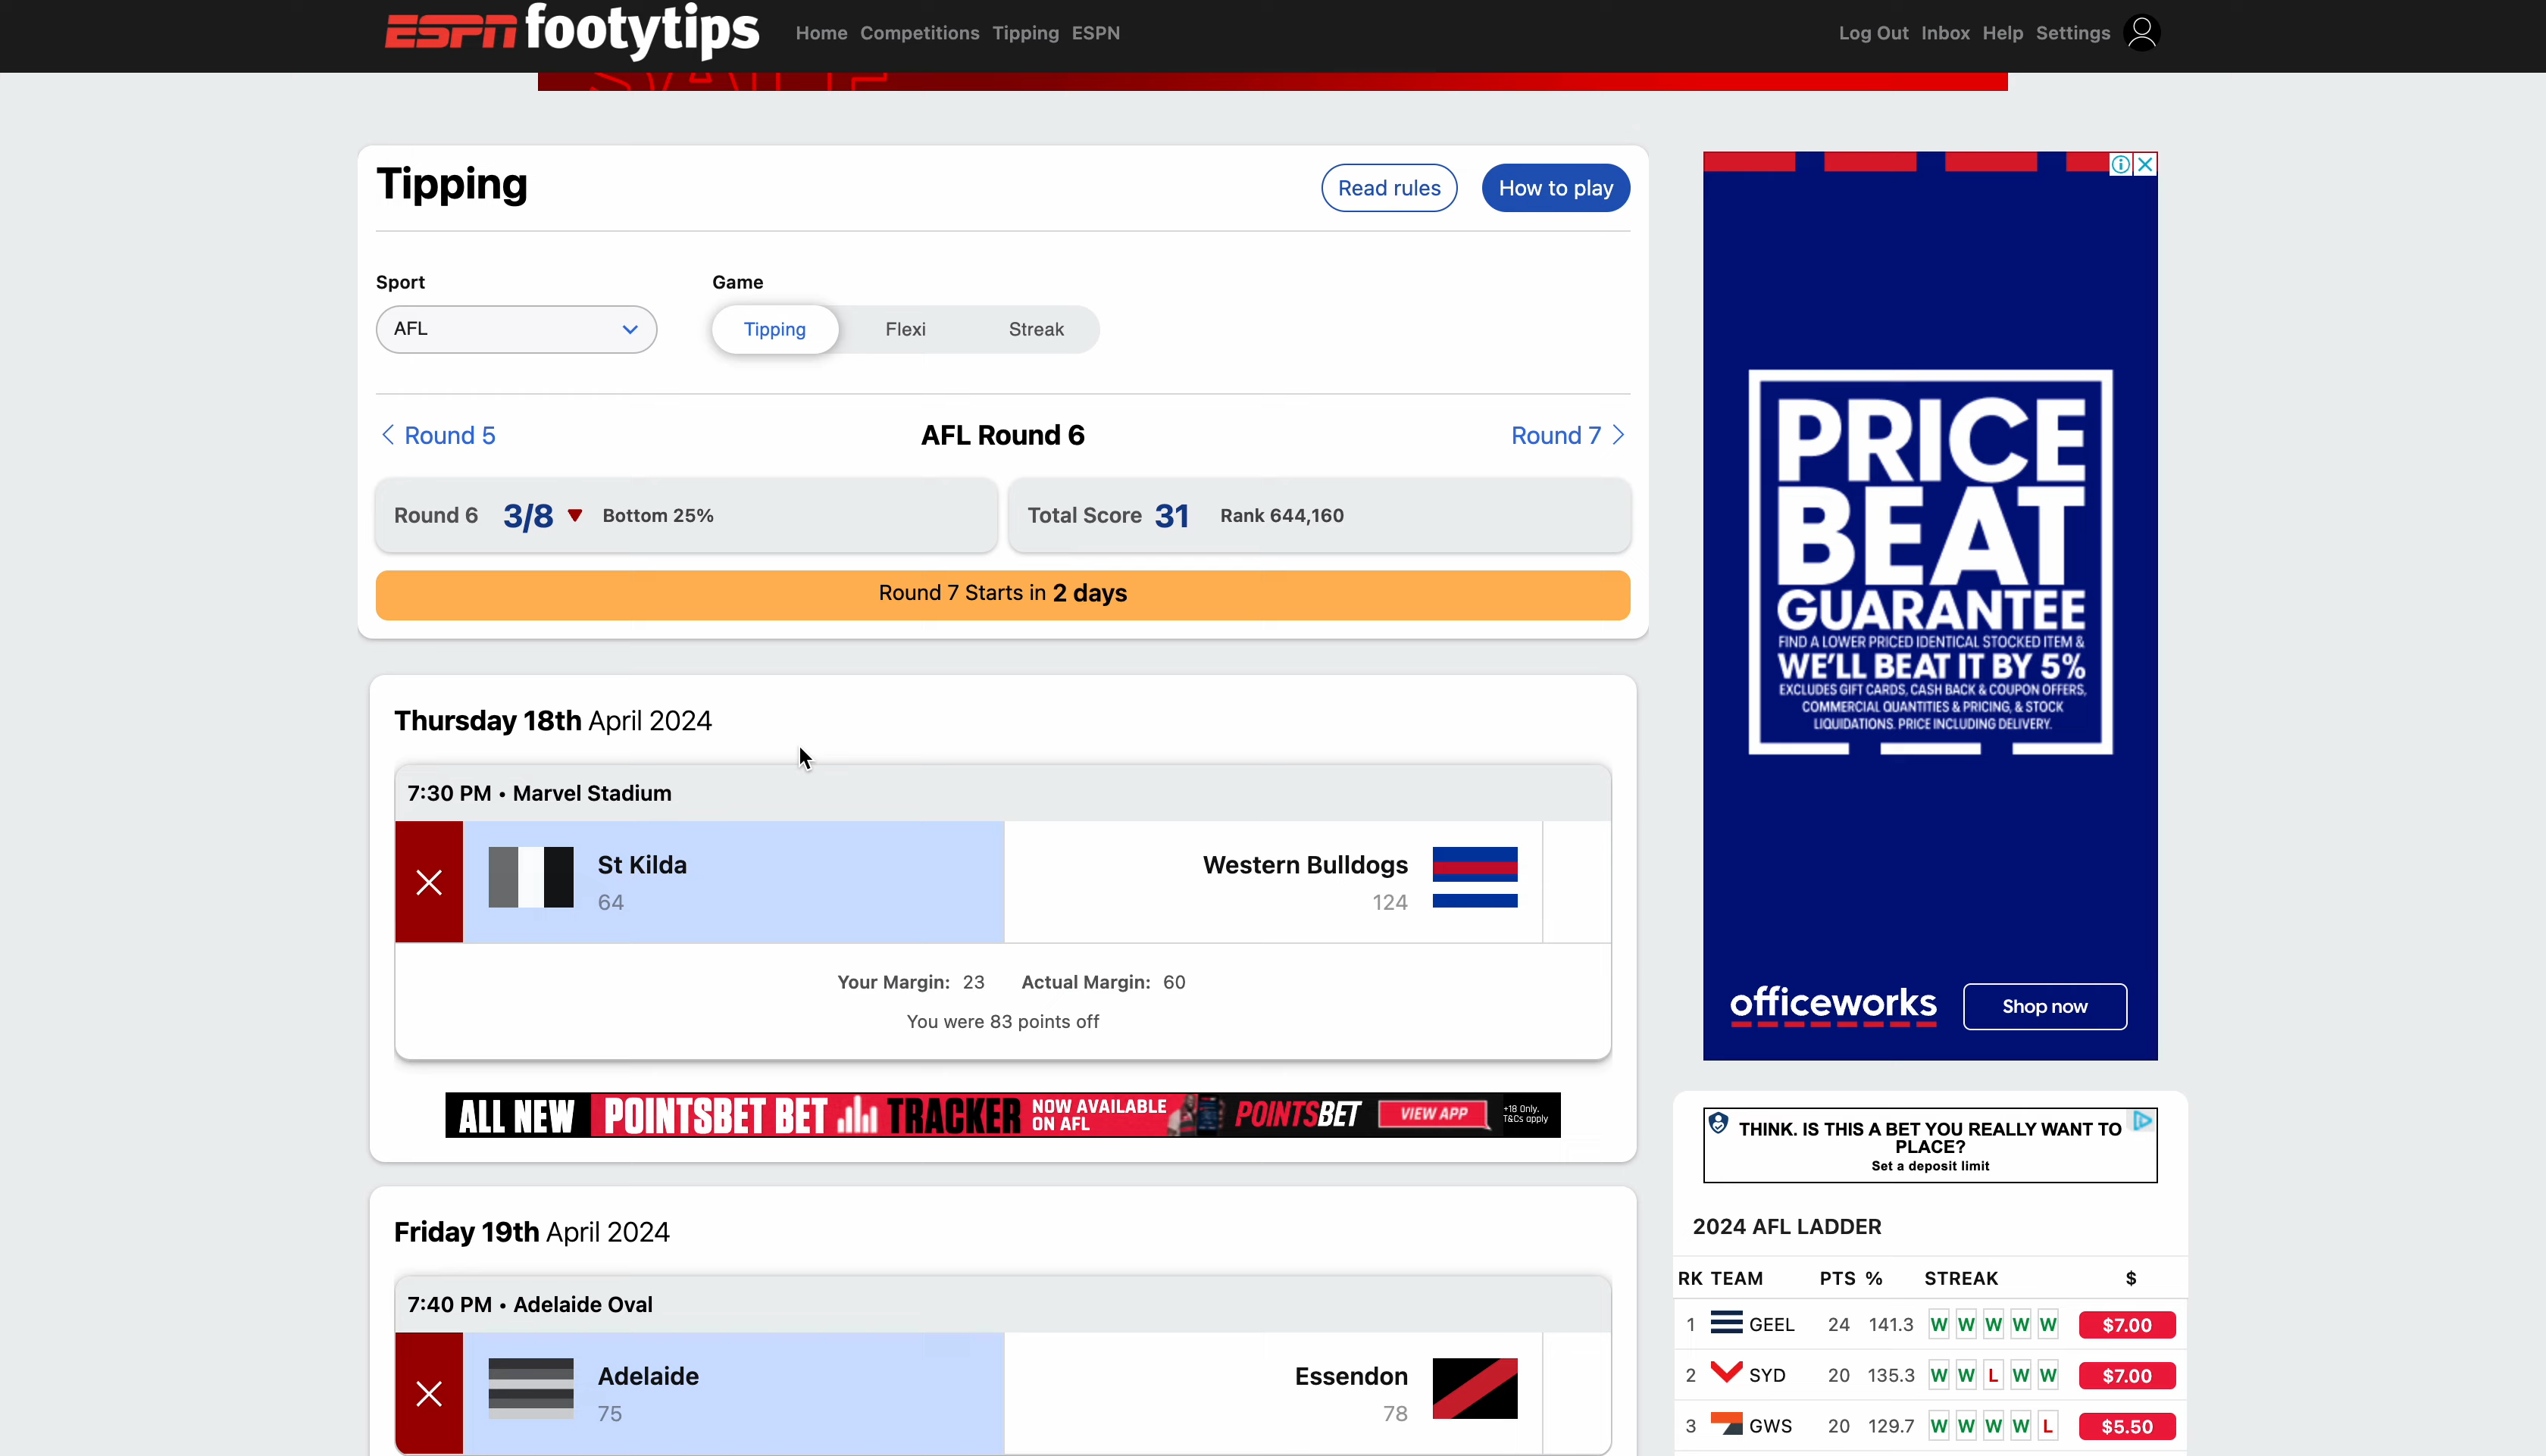 ESPN footytips
Home Competitions Tipping ESPN
Log Out Inbox Help Settings
Tipping
Read rules
How to play
Sport
Game
AFL
Tipping Flexi Streak
Round 5
AFL Round 6
Round 7
Round 6 3/8 Bottom 25%
Total Score 31 Rank 644,160
Round 7 Starts in 2 days
Thursday 18th April 2024
7:30 PM • Marvel Stadium
St Kilda
64
Western Bulldogs
124
Your Margin: 23 Actual Margin: 60
You were 83 points off
ALL NEW POINTSBET BET TRACKER NOW AVAILABLE
ON AFL
POINTSBET
VIEW APP
+18 Only.
T&Cs apply
Friday 19th April 2024
7:40 PM • Adelaide Oval
Adelaide
75
Essendon
78
PRICE
BEAT
GUARANTEE
FIND A LOWER PRICED IDENTICAL STOCKED ITEM &
WE'LL BEAT IT BY 5%
EXCLUDES GIFT CARDS, CASH BACK & COUPON OFFERS,
COMMERCIAL QUANTITIES & PRICING, & STOCK
LIQUIDATIONS. PRICE INCLUDING DELIVERY.
officeworks
Shop now
THINK. IS THIS A BET YOU REALLY WANT TO
PLACE?
Set a deposit limit
2024 AFL LADDER
RK TEAM PTS % STREAK $
1 GEEL 24 141.3 W W W W W $7.00
2 SYD 20 135.3 W W L W W $7.00
3 GWS 20 129.7 W W W W L $5.50